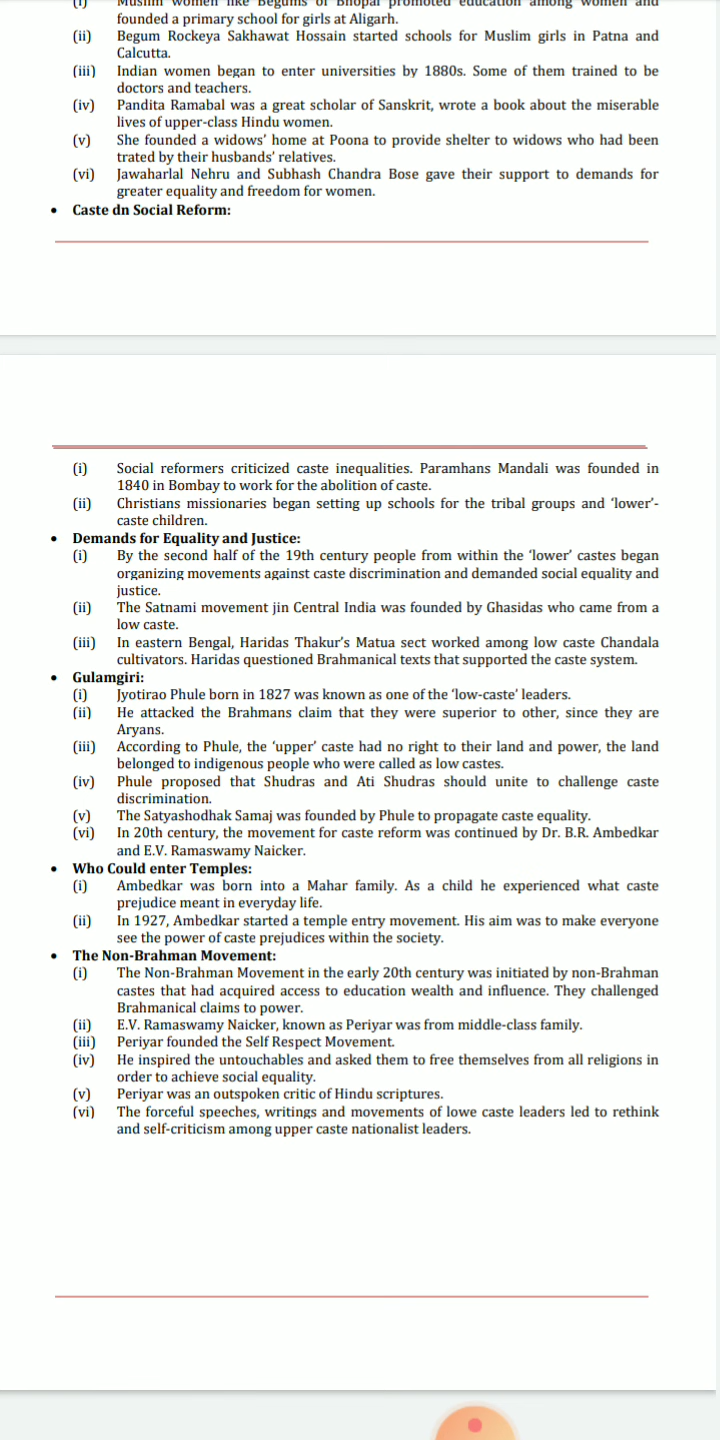 (i) Muslim women like Begums of Bhopal promoted education among women and
founded a primary school for girls at Aligarh.
(ii) Begum Rockeya Sakhawat Hossain started schools for Muslim girls in Patna and
Calcutta.
(iii) Indian women began to enter universities by 1880s. Some of them trained to be
doctors and teachers.
(iv) Pandita Ramabal was a great scholar of Sanskrit, wrote a book about the miserable
lives of upper-class Hindu women.
(v) She founded a widows' home at Poona to provide shelter to widows who had been
trated by their husbands' relatives.
(vi) Jawaharlal Nehru and Subhash Chandra Bose gave their support to demands for
greater equality and freedom for women.
• Caste dn Social Reform:
(i) Social reformers criticized caste inequalities. Paramhans Mandali was founded in
1840 in Bombay to work for the abolition of caste.
(ii) Christians missionaries began setting up schools for the tribal groups and 'lower'-
caste children.
• Demands for Equality and Justice:
(i) By the second half of the 19th century people from within the 'lower' castes began
organizing movements against caste discrimination and demanded social equality and
justice.
(ii) The Satnami movement jin Central India was founded by Ghasidas who came from a
low caste.
(iii) In eastern Bengal, Haridas Thakur's Matua sect worked among low caste Chandala
cultivators. Haridas questioned Brahmanical texts that supported the caste system.
• Gulamgiri:
(i) Jyotirao Phule born in 1827 was known as one of the 'low-caste' leaders.
(ii) He attacked the Brahmans claim that they were superior to other, since they are
Aryans.
(iii) According to Phule, the 'upper' caste had no right to their land and power, the land
belonged to indigenous people who were called as low castes.
(iv) Phule proposed that Shudras and Ati Shudras should unite to challenge caste
discrimination.
(v) The Satyashodhak Samaj was founded by Phule to propagate caste equality.
(vi) In 20th century, the movement for caste reform was continued by Dr. B.R. Ambedkar
and E.V. Ramaswamy Naicker.
• Who Could enter Temples:
(i) Ambedkar was born into a Mahar family. As a child he experienced what caste
prejudice meant in everyday life.
(ii) In 1927, Ambedkar started a temple entry movement. His aim was to make everyone
see the power of caste prejudices within the society.
• The Non-Brahman Movement:
(i) The Non-Brahman Movement in the early 20th century was initiated by non-Brahman
castes that had acquired access to education wealth and influence. They challenged
Brahmanical claims to power.
(ii) E.V. Ramaswamy Naicker, known as Periyar was from middle-class family.
(iii) Periyar founded the Self Respect Movement.
(iv) He inspired the untouchables and asked them to free themselves from all religions in
order to achieve social equality.
(v) Periyar was an outspoken critic of Hindu scriptures.
(vi) The forceful speeches, writings and movements of lowe caste leaders led to rethink
and self-criticism among upper caste nationalist leaders.